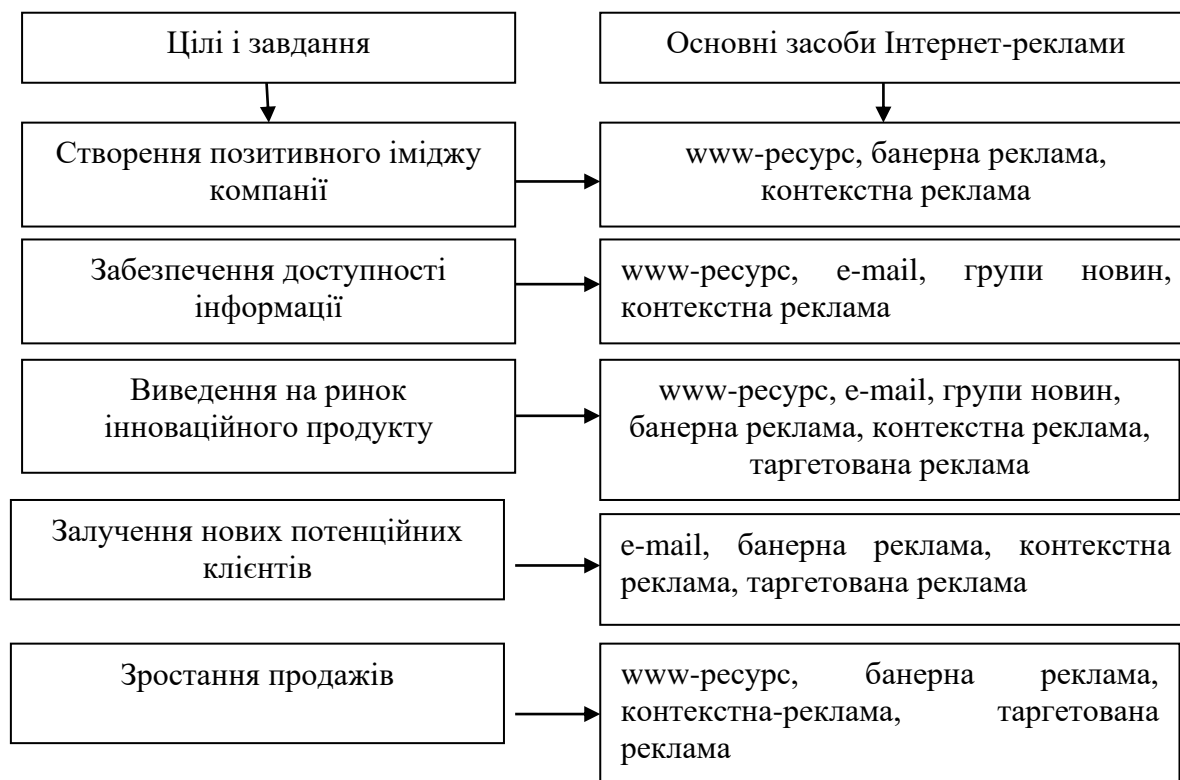 Цілі і завдання
Основні засоби Інтернет-реклами
Створення позитивного іміджу
компанії
www-ресурс, банерна реклама,
контекстна реклама
Забезпечення доступності
інформації
www-ресурс, e-mail, групи новин,
контекстна реклама
Виведення на ринок
інноваційного продукту
www-ресурс, e-mail, групи новин,
банерна реклама, контекстна реклама,
таргетована реклама
Залучення нових потенційних
клієнтів
e-mail, банерна реклама, контекстна
реклама, таргетована реклама
Зростання продажів
www-ресурс, банерна реклама,
контекстна-реклама, таргетована
реклама